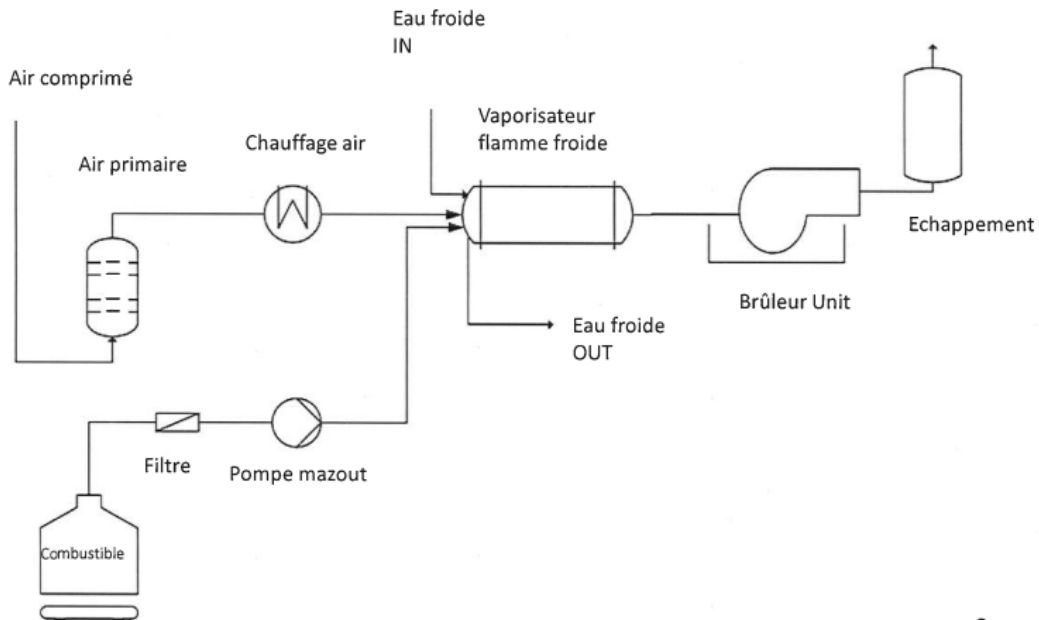 Eau froide
IN
Air comprimé
Vaporisateur
flamme froide
Chauffage air
Air primaire
Echappement
Brûleur Unit
Eau froide
OUT
Filtre
Pompe mazout
Combustible